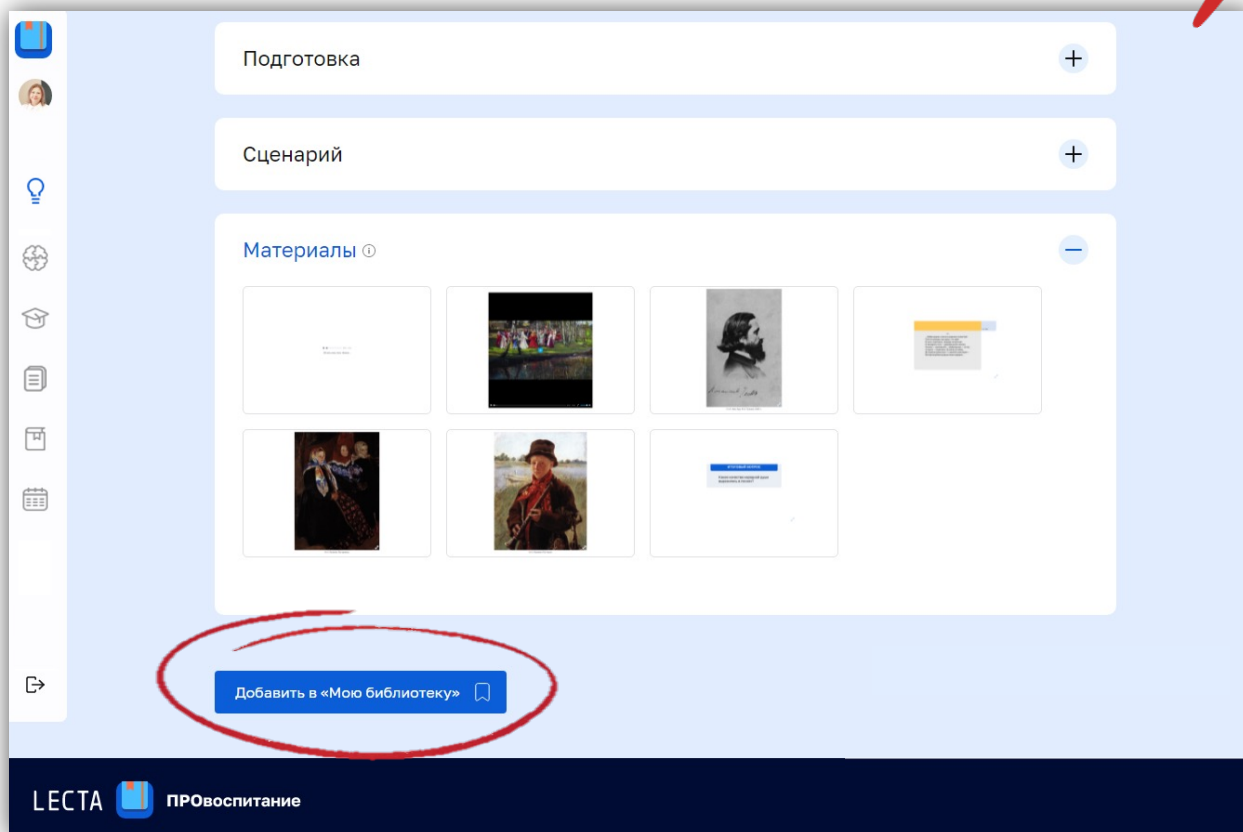 Подготовка
Сценарий
Материалы
Добавить в «Мою библиотеку»
LECTA ПРОвоспитание